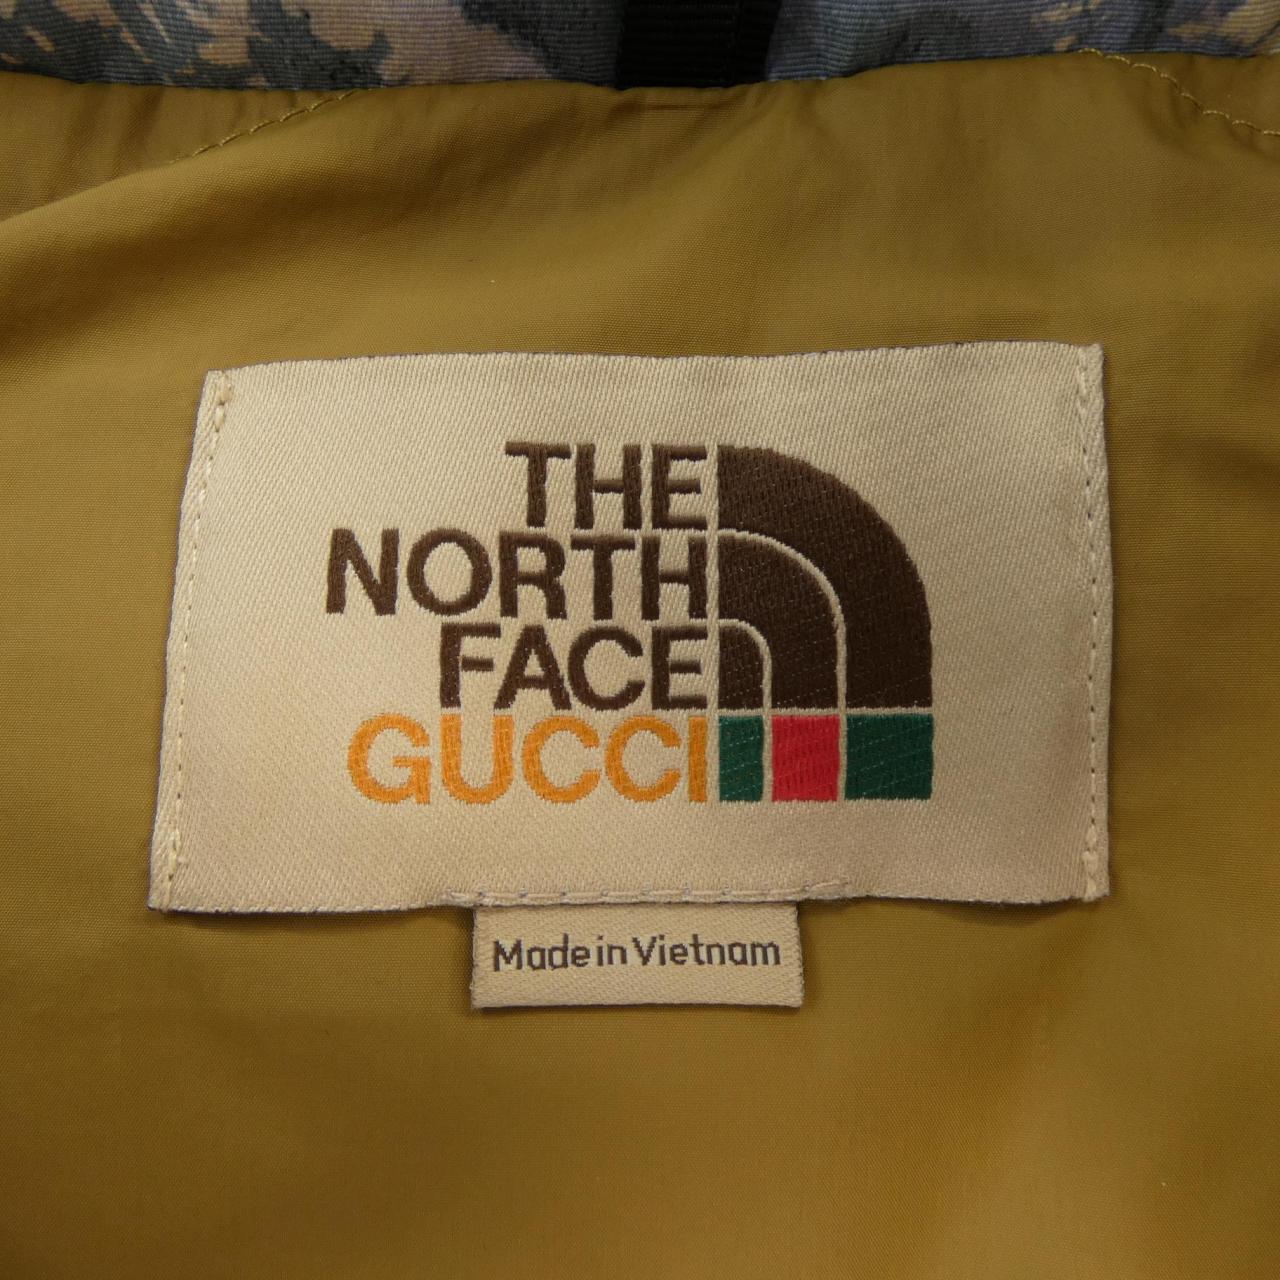 THE
NORTH
FACE
GUCCI
Made in Vietnam